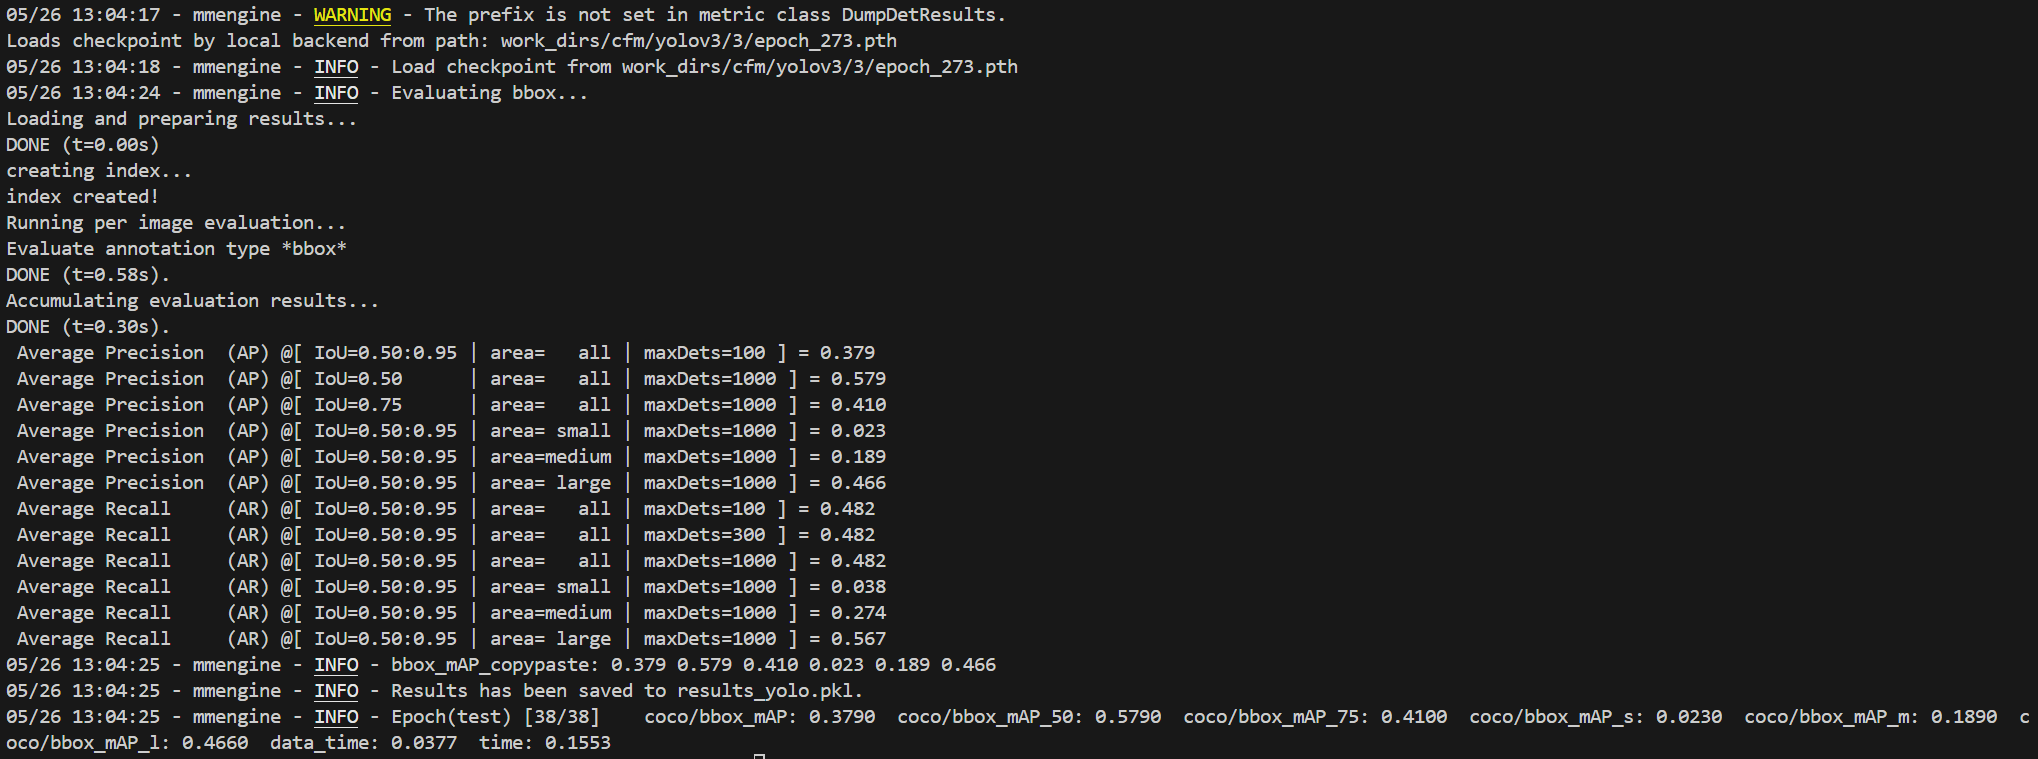 05/26 13:04:17 - mmengine - WARNING - The prefix is not set in metric class DumpDetResults.
Loads checkpoint by local backend from path: work_dirs/cfm/yolov3/3/epoch_273.pth
05/26 13:04:18 - mmengine - INFO - Load checkpoint from work_dirs/cfm/yolov3/3/epoch_273.pth
05/26 13:04:24 - mmengine - INFO - Evaluating bbox...
Loading and preparing results...
DONE (t=0.00s)
creating index...
index created!
Running per image evaluation...
Evaluate annotation type *bbox*
DONE (t=0.58s).
Accumulating evaluation results...
DONE (t=0.30s).
 Average Precision  (AP) @[ IoU=0.50:0.95 | area=   all | maxDets=100 ] = 0.379
 Average Precision  (AP) @[ IoU=0.50      | area=   all | maxDets=1000 ] = 0.579
 Average Precision  (AP) @[ IoU=0.75      | area=   all | maxDets=1000 ] = 0.410
 Average Precision  (AP) @[ IoU=0.50:0.95 | area= small | maxDets=1000 ] = 0.023
 Average Precision  (AP) @[ IoU=0.50:0.95 | area=medium | maxDets=1000 ] = 0.189
 Average Precision  (AP) @[ IoU=0.50:0.95 | area= large | maxDets=1000 ] = 0.466
 Average Recall     (AR) @[ IoU=0.50:0.95 | area=   all | maxDets=100 ] = 0.482
 Average Recall     (AR) @[ IoU=0.50:0.95 | area=   all | maxDets=300 ] = 0.482
 Average Recall     (AR) @[ IoU=0.50:0.95 | area=   all | maxDets=1000 ] = 0.482
 Average Recall     (AR) @[ IoU=0.50:0.95 | area= small | maxDets=1000 ] = 0.038
 Average Recall     (AR) @[ IoU=0.50:0.95 | area=medium | maxDets=1000 ] = 0.274
 Average Recall     (AR) @[ IoU=0.50:0.95 | area= large | maxDets=1000 ] = 0.567
05/26 13:04:25 - mmengine - INFO - bbox_mAP_copypaste: 0.379 0.579 0.410 0.023 0.189 0.466
05/26 13:04:25 - mmengine - INFO - Results has been saved to results_yolo.pkl.
05/26 13:04:25 - mmengine - INFO - Epoch(test) [38/38]    coco/bbox_mAP: 0.3790  coco/bbox_mAP_50: 0.5790  coco/bbox_mAP_75: 0.4100  coco/bbox_mAP_s: 0.0230  coco/bbox_mAP_m: 0.1890  c
oco/bbox_mAP_l: 0.4660  data_time: 0.0377  time: 0.1553